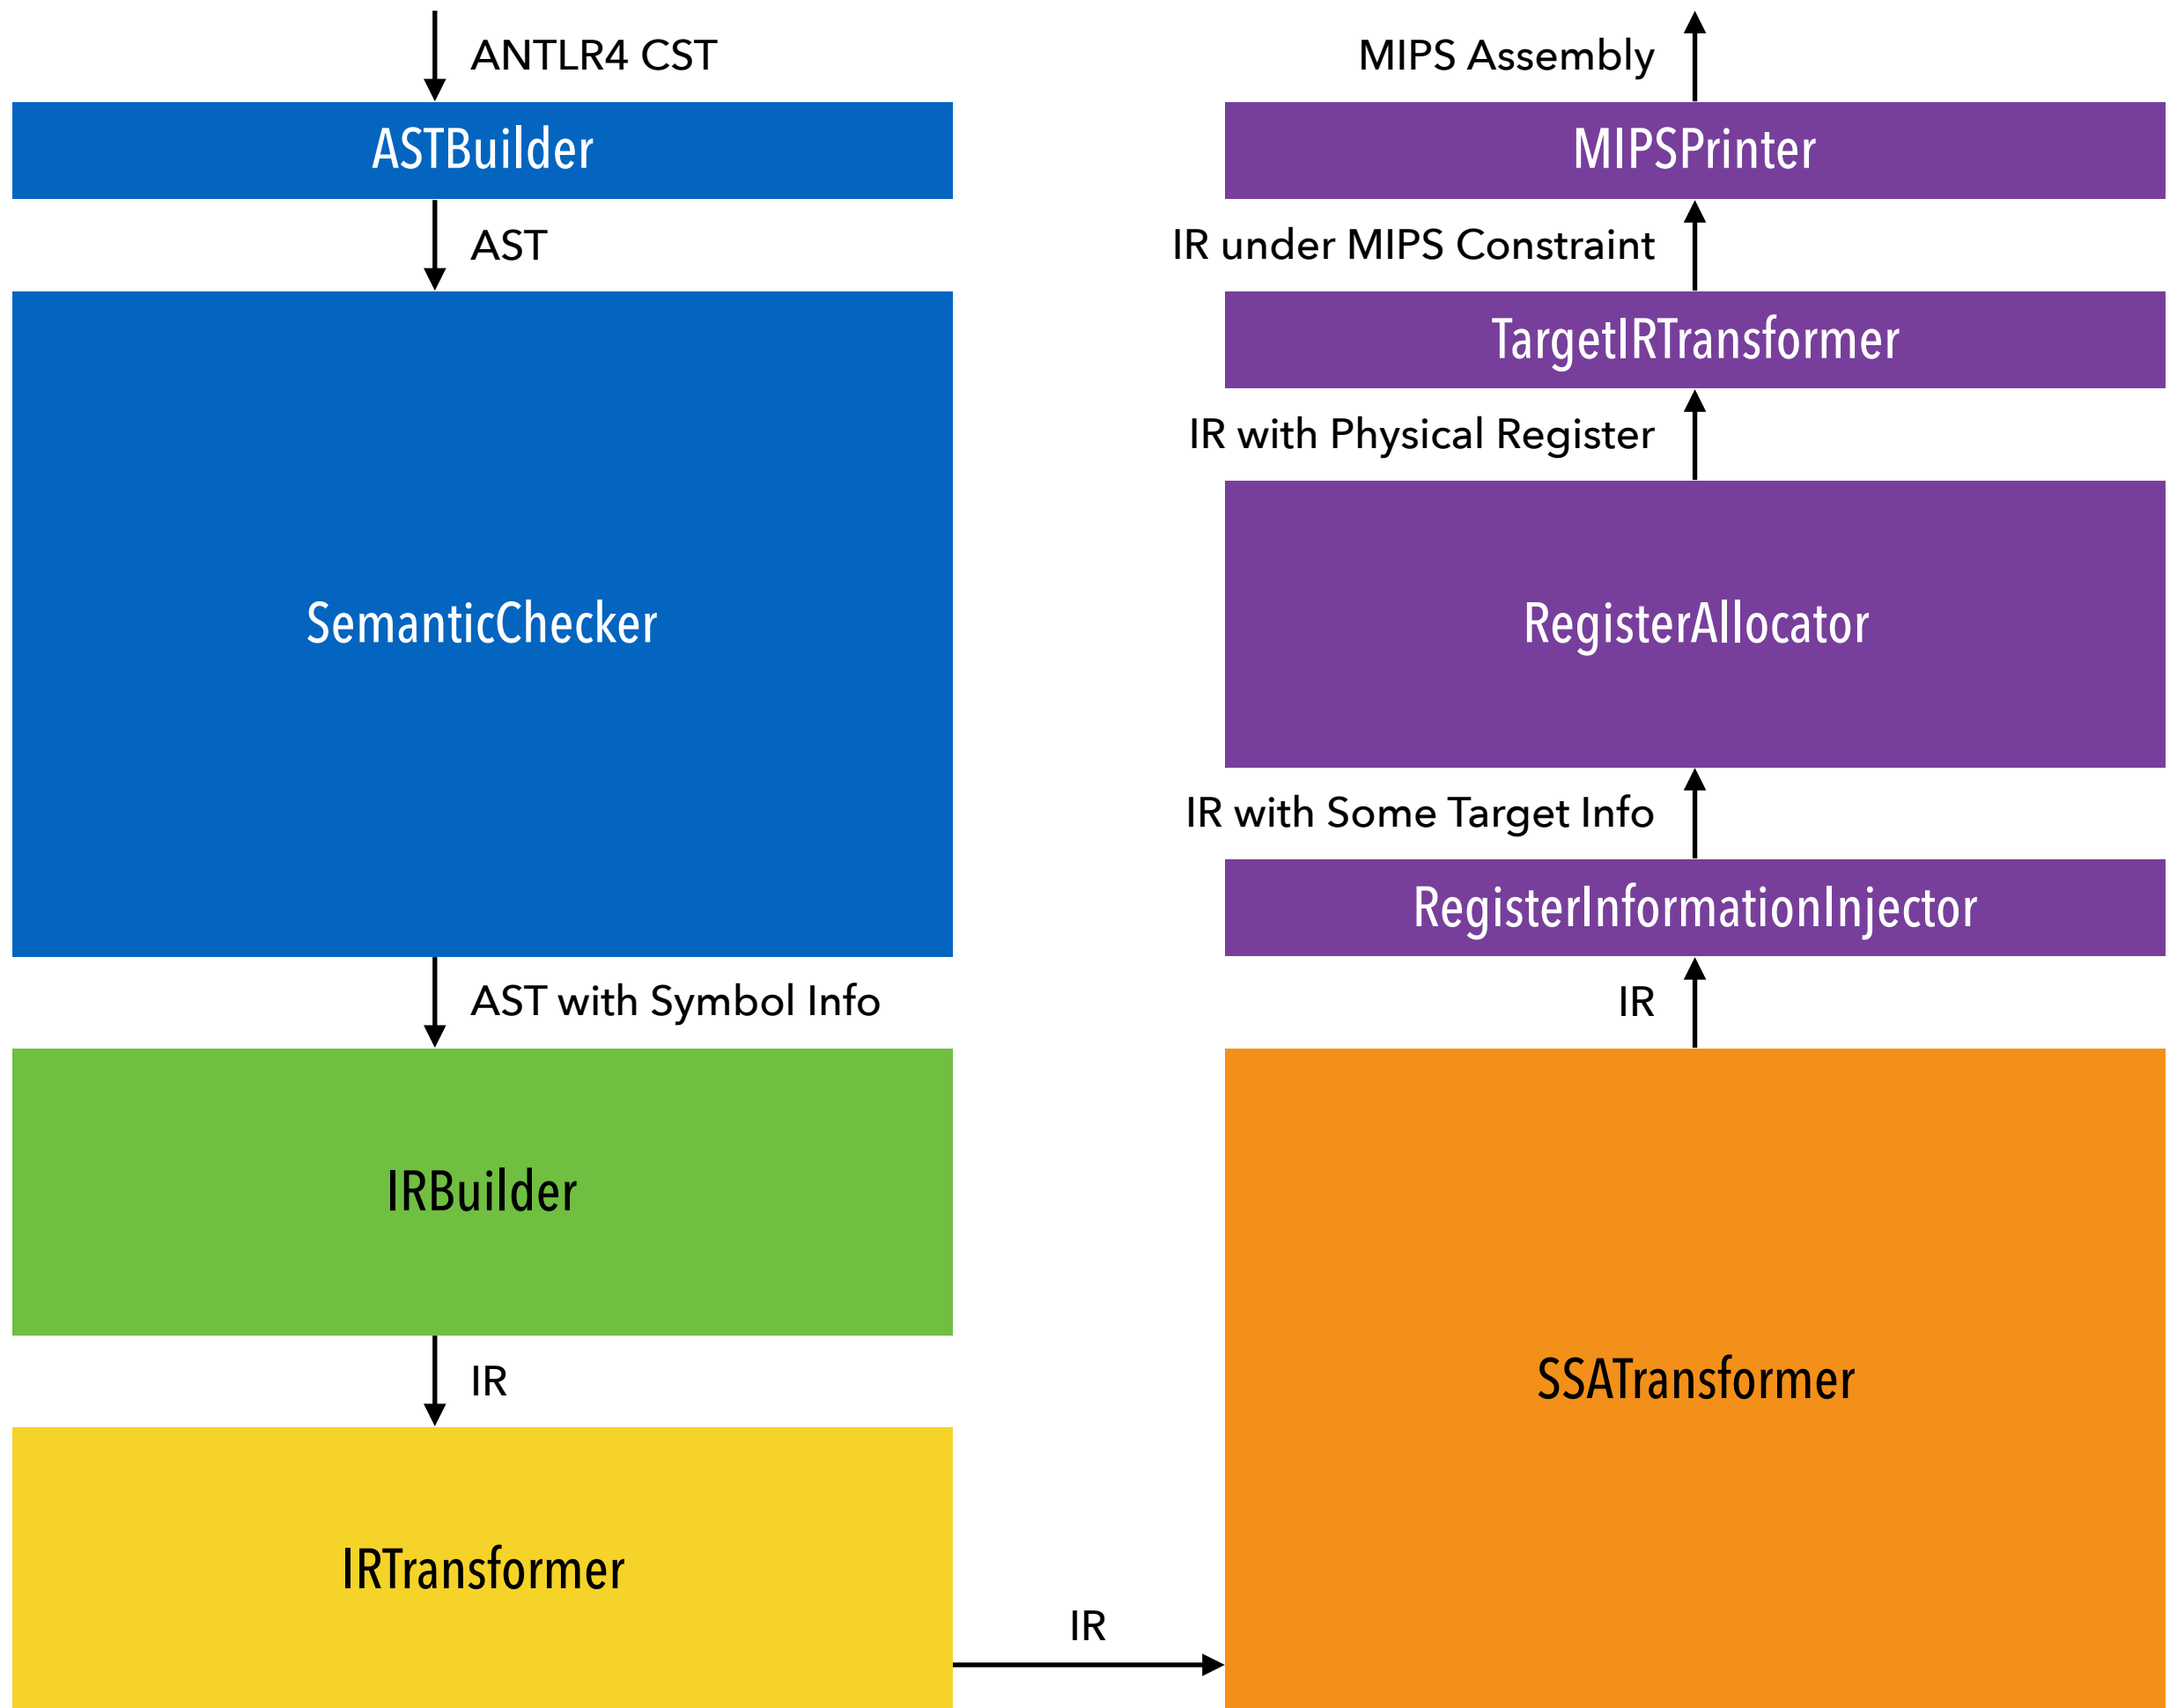 ANTLR4 CST
ASTBuilder
AST
SemanticChecker
AST with Symbol Info
IRBuilder
IR
IRTransformer
IR
SSATransformer
IR
RegisterInformationInjector
IR with Some Target Info
RegisterAllocator
IR with Physical Register
TargetIRTransformer
IR under MIPS Constraint
MIPSPrinter
MIPS Assembly